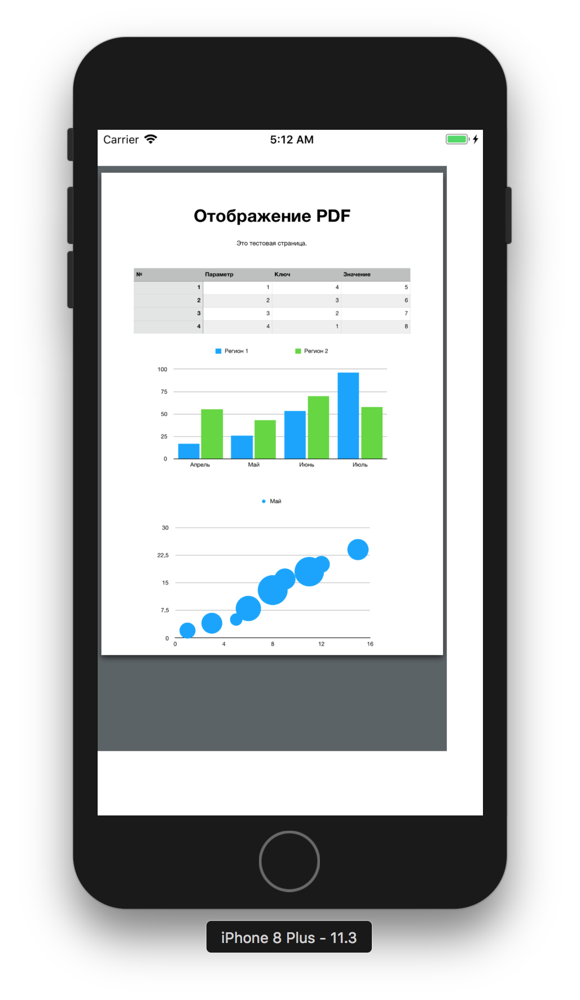 Carrier 5:12 AM
Отображение PDF
Это тестовая страница.
№ Параметр Ключ Значение
1 1 4 5
2 2 3 6
3 3 2 7
4 4 1 8
Регион 1 Регион 2
100
75
50
25
0
Апрель Май Июнь Июль
Май
30
22,5
15
7,5
0
0 4 8 12 16
iPhone 8 Plus - 11.3